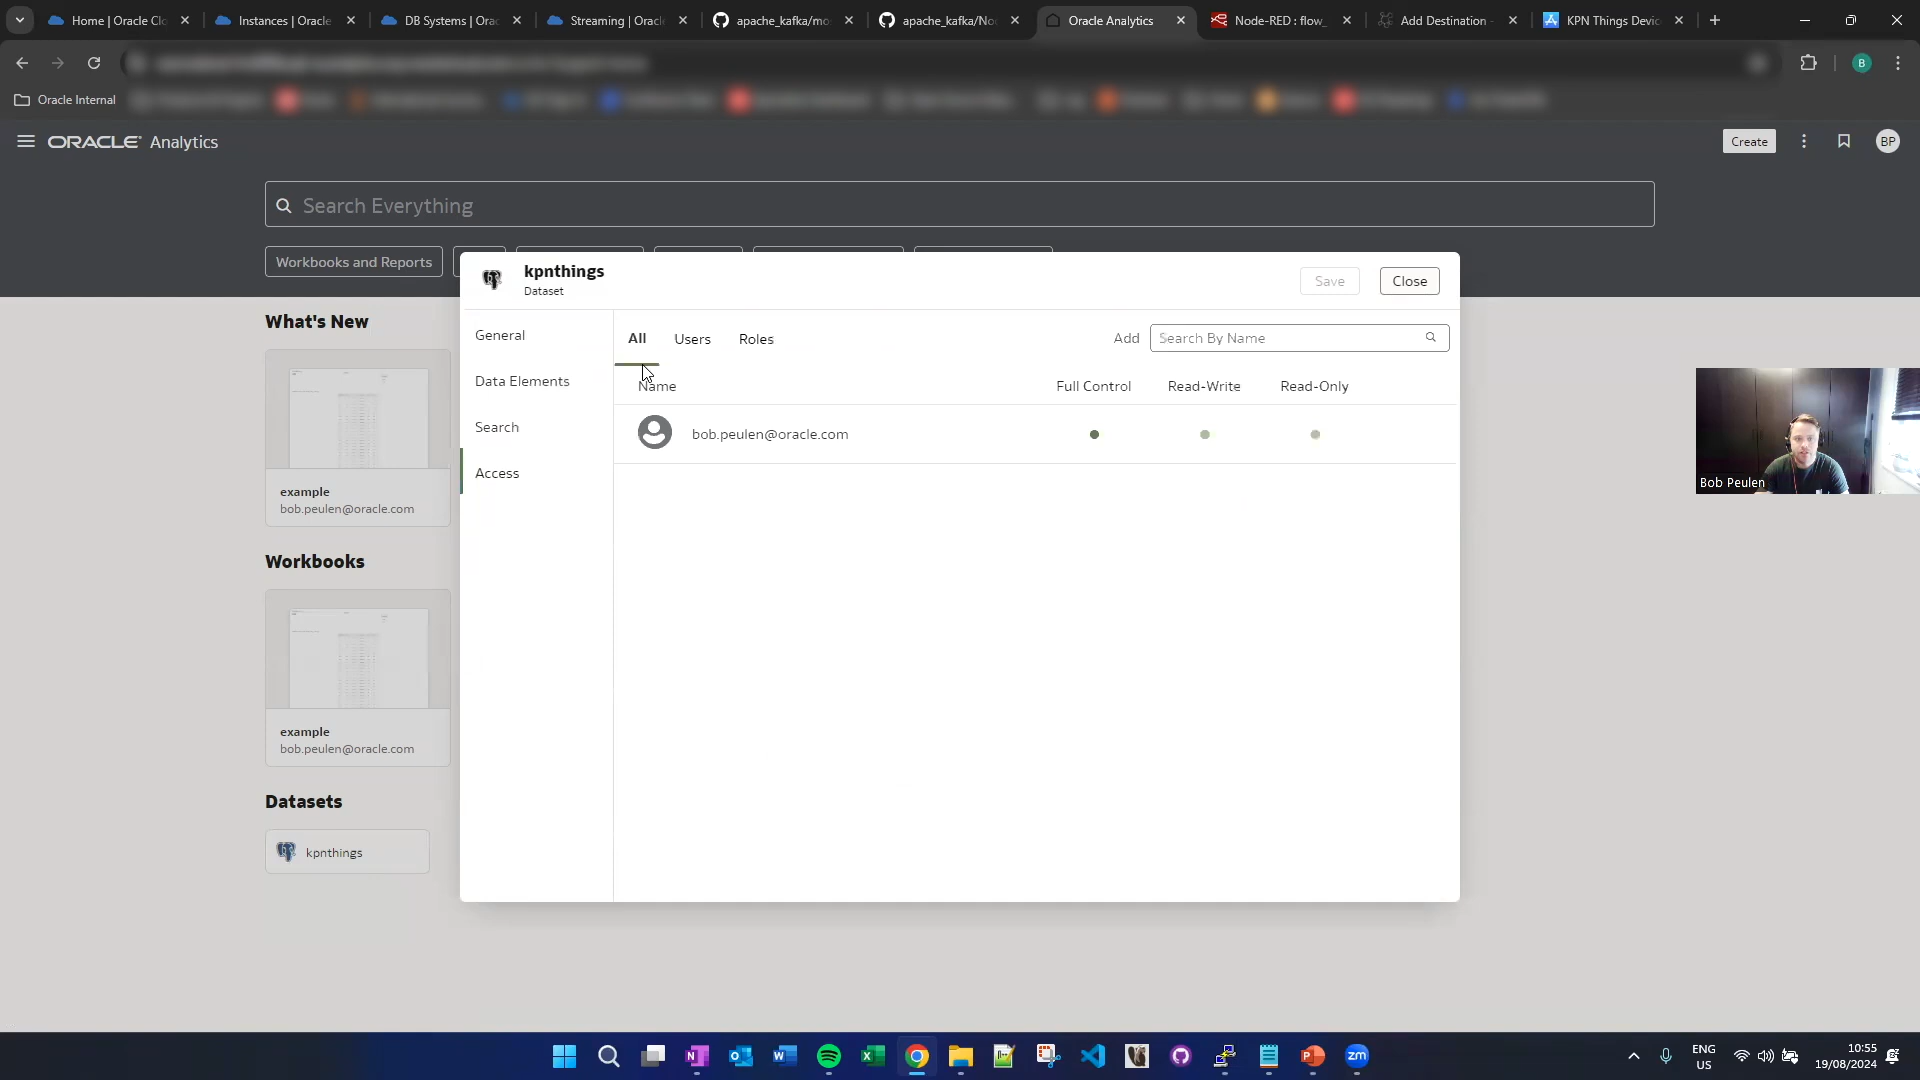 Home | Oracle Clo
Instances | Oracle
DB Systems | Orac
Streaming | Oracl
apache_kafka/mo
apache_kafka/No
Oracle Analytics
Node-RED : flow_
Add Destination -
KPN Things Devic
B
Oracle Internal
ORACLE Analytics
Create
BP
Search Everything
Workbooks and Reports
kpnthings
Dataset
Save
Close
What's New
General
All
Users
Roles
Add
Search By Name
Data Elements
Name
Full Control
Read-Write
Read-Only
Search
bob.peulen@oracle.com
Access
Bob Peulen
example
bob.peulen@oracle.com
Workbooks
example
bob.peulen@oracle.com
Datasets
kpnthings
ENG
US
10:55
19/08/2024